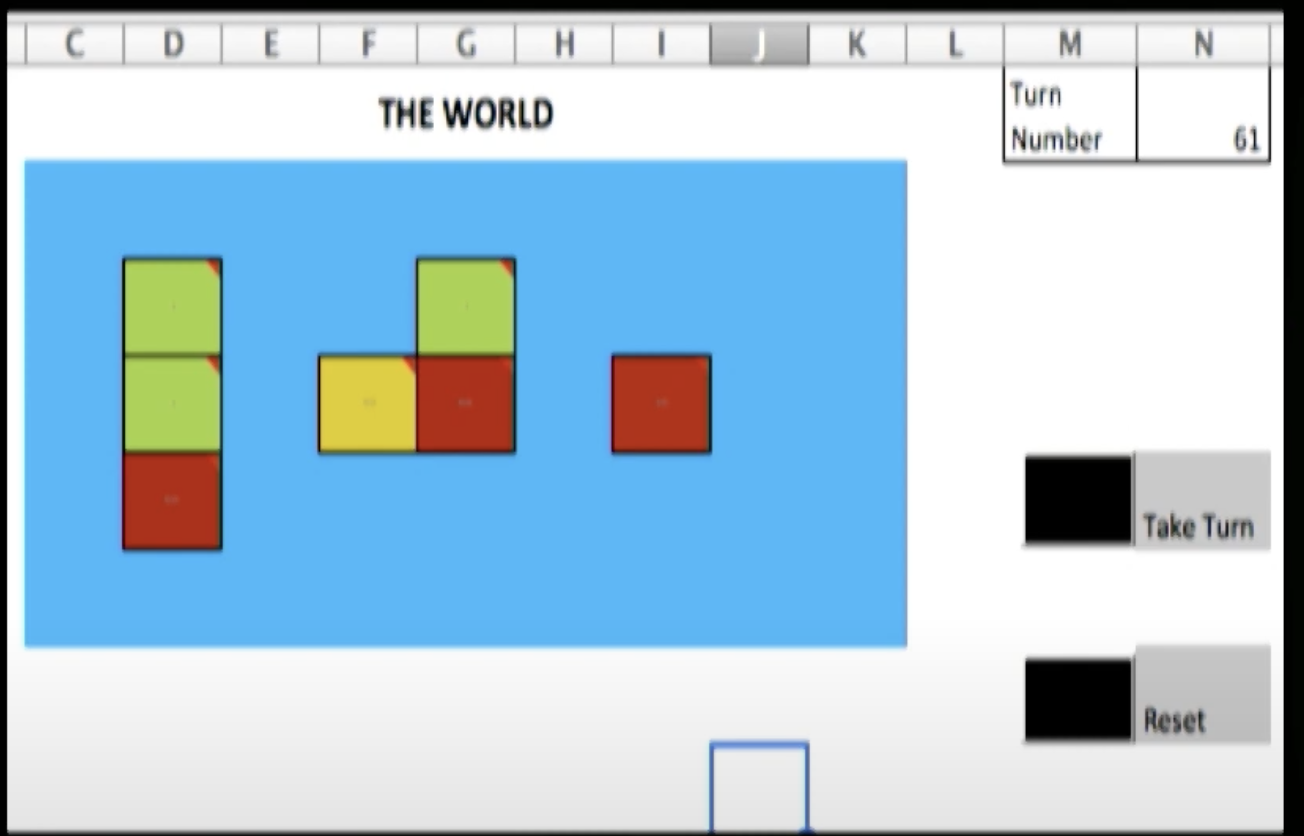 C D E F G H I J K L M N
THE WORLD
Turn
Number 61
Take Turn
Reset